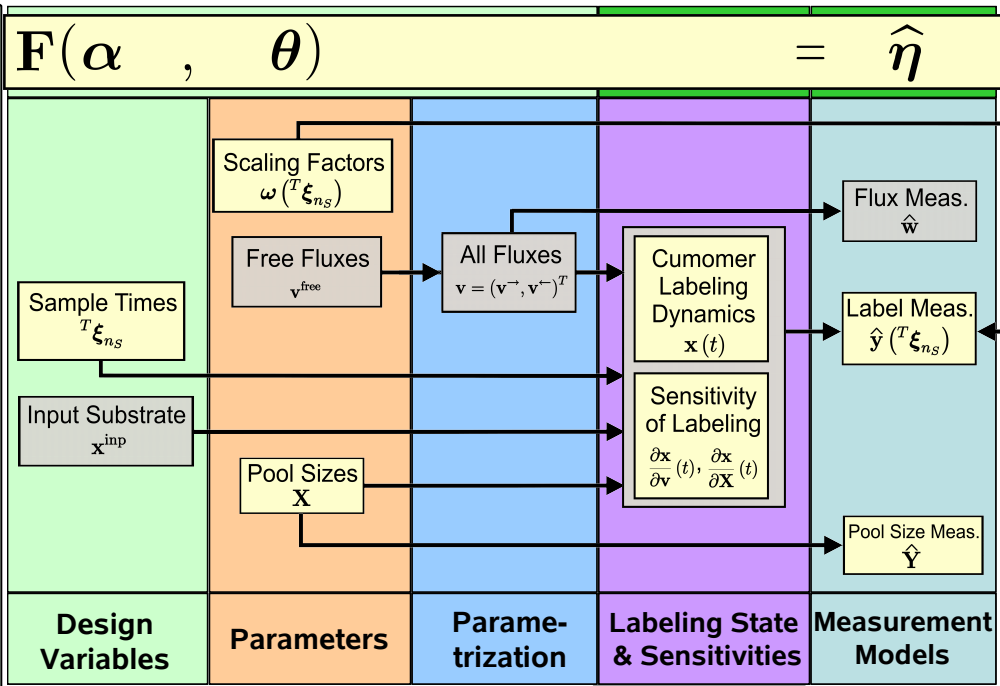 F(α , θ) = η̂
Scaling Factors
ω (ᵀξ_{n_S})
Flux Meas.
ŵ
Free Fluxes
v^{free}
All Fluxes
v = (v^→, v^←)^T
Cumomer
Labeling
Dynamics
x (t)
Sample Times
ᵀξ_{n_S}
Label Meas.
ŷ (ᵀξ_{n_S})
Input Substrate
x^{inp}
Sensitivity
of Labeling
∂x/∂v (t), ∂x/∂X (t)
Pool Sizes
X
Pool Size Meas.
Ŷ
Design
Variables
Parameters
Parame-
trization
Labeling State
& Sensitivities
Measurement
Models